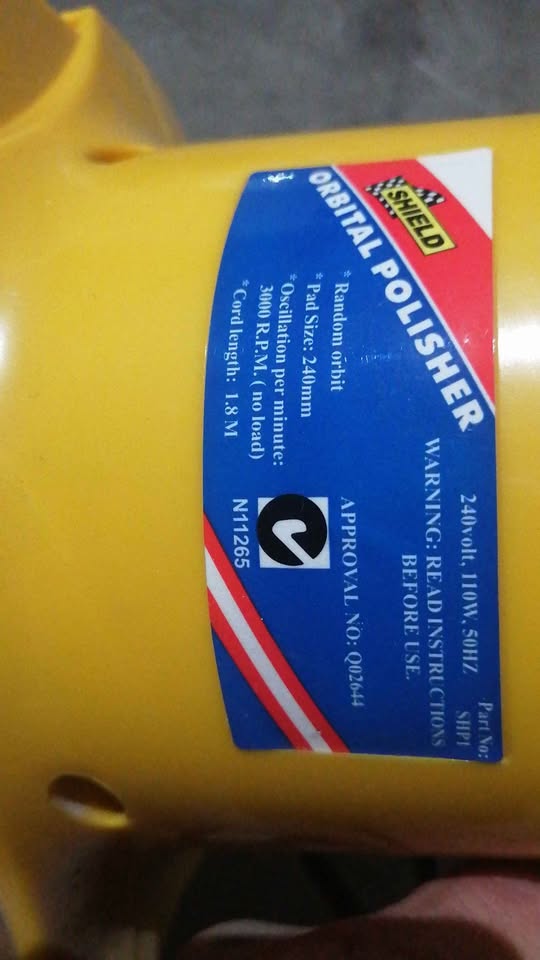 SHIELD
ORBITAL POLISHER
* Random orbit
* Pad Size: 240mm
* Oscillation per minute:
3000 R.P.M. ( no load)
* Cord length: 1.8 M
Part No:
SHP1
240volt, 110W, 50HZ
WARNING: READ INSTRUCTIONS
BEFORE USE.
APPROVAL NO: Q02644
N11265